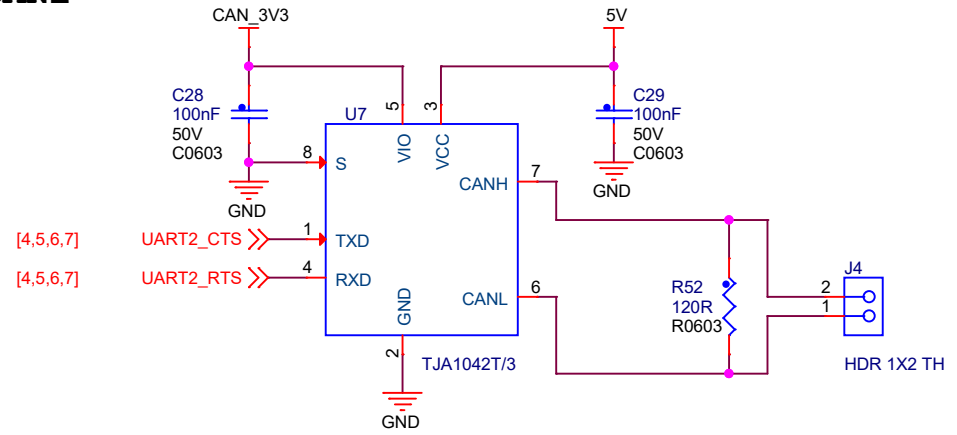 CAN_3V3
5V
C28
100nF
50V
C0603
C29
100nF
50V
C0603
U7
5
3
VIO
VCC
8
S
GND
CANH
7
GND
[4,5,6,7]
UART2_CTS
1
TXD
[4,5,6,7]
UART2_RTS
4
RXD
GND
CANL
6
R52
120R
R0603
J4
2
1
2
TJA1042T/3
HDR 1X2 TH
GND